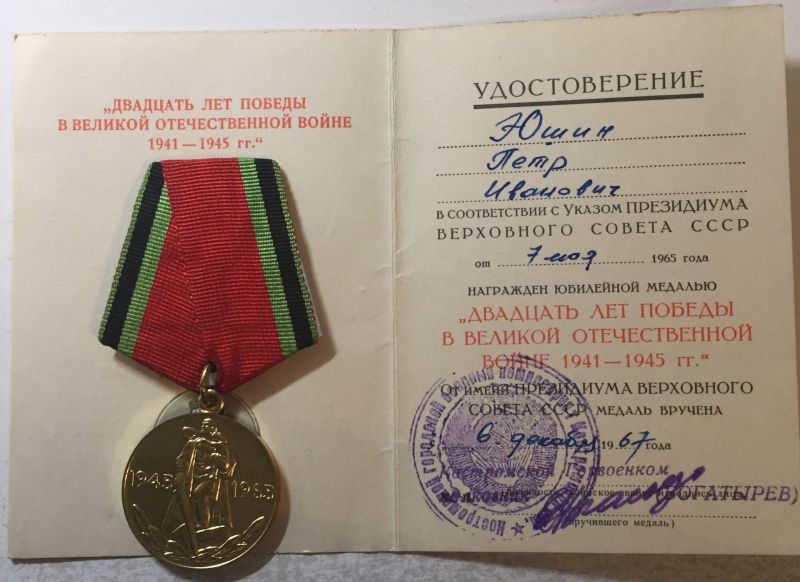 „ДВАДЦАТЬ ЛЕТ ПОБЕДЫ
В ВЕЛИКОЙ ОТЕЧЕСТВЕННОЙ ВОЙНЕ
1941—1945 гг.“
1945 1965
УДОСТОВЕРЕНИЕ
Юшин
Петр
Иванович
В СООТВЕТСТВИИ С УКАЗОМ ПРЕЗИДИУМА
ВЕРХОВНОГО СОВЕТА СССР
от 7 мая 1965 года
НАГРАЖДЕН ЮБИЛЕЙНОЙ МЕДАЛЬЮ
„ДВАДЦАТЬ ЛЕТ ПОБЕДЫ
В ВЕЛИКОЙ ОТЕЧЕСТВЕННОЙ
ВОЙНЕ 1941—1945 гг.“
ОТ ИМЕНИ ПРЕЗИДИУМА ВЕРХОВНОГО
СОВЕТА СССР МЕДАЛЬ ВРУЧЕНА
6 декабря 1967 года
Костромской Горвоенком
вручившего медаль)